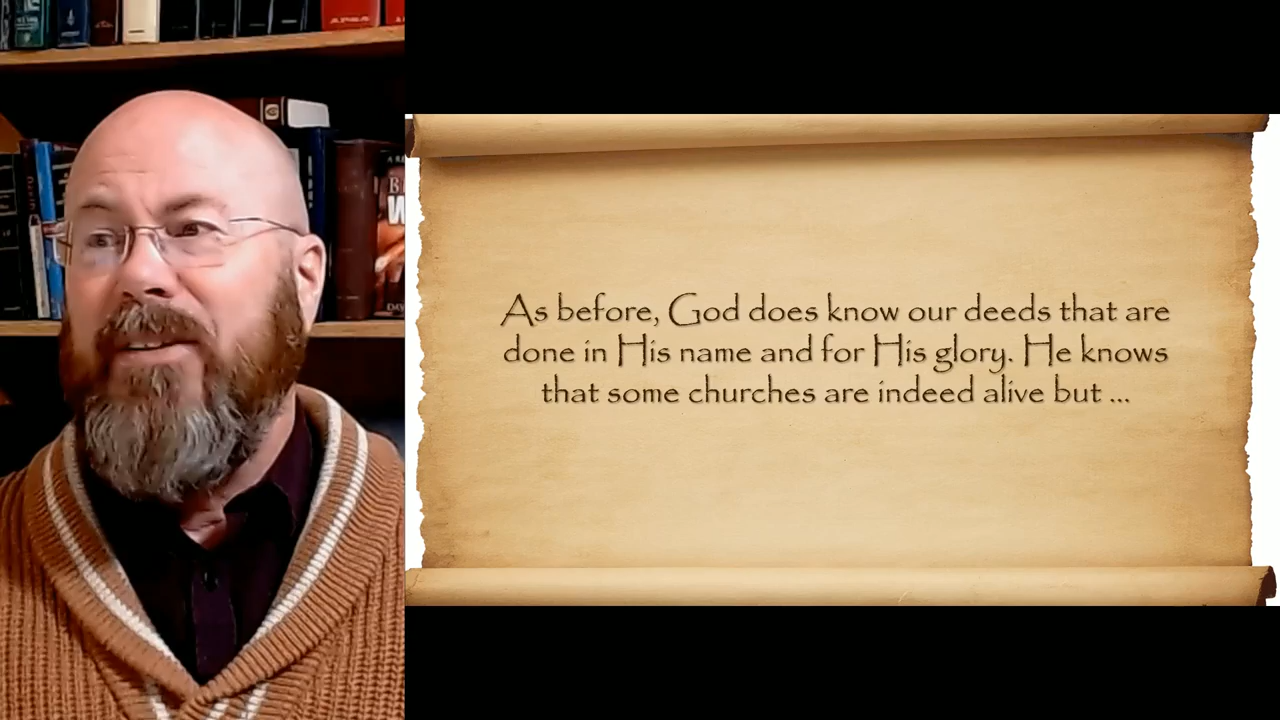 As before, God does know our deeds that are
done in His name and for His glory. He knows
that some churches are indeed alive but ...